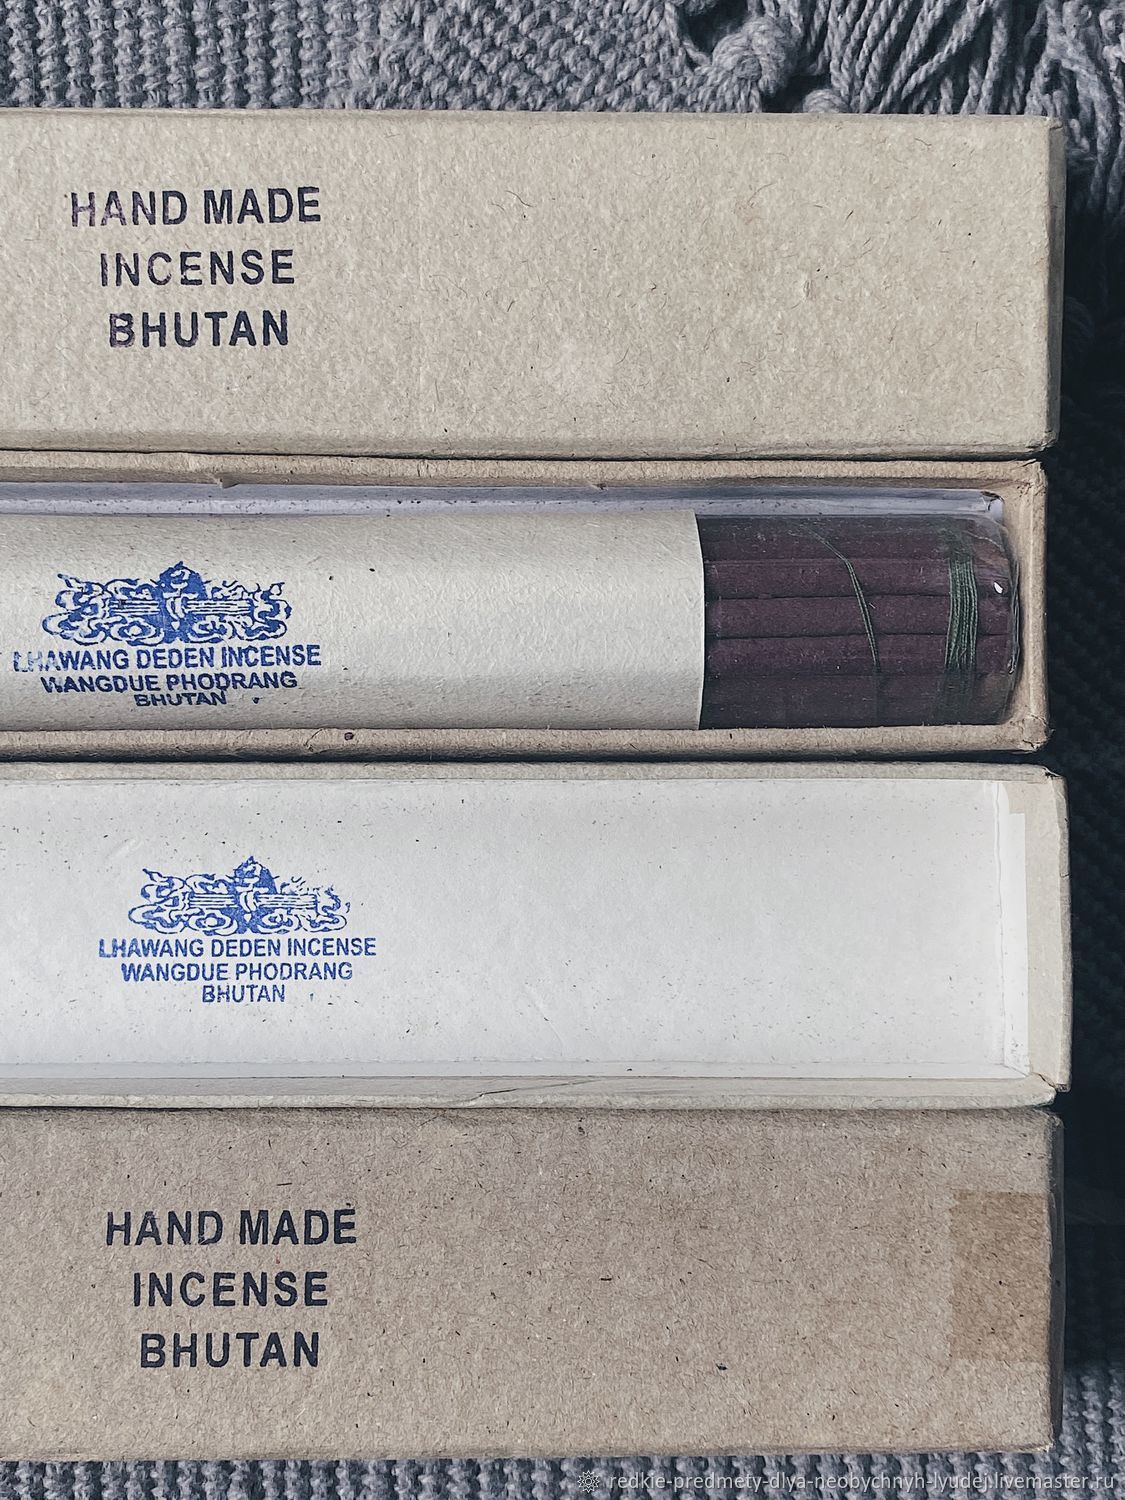 HAND MADE
INCENSE
BHUTAN
LHAWANG DEDEN INCENSE
WANGDUE PHODRANG
BHUTAN
LHAWANG DEDEN INCENSE
WANGDUE PHODRANG
BHUTAN
HAND MADE
INCENSE
BHUTAN
redkie-predmety-dlya-neobychnyh-lyudej.livemaster.ru